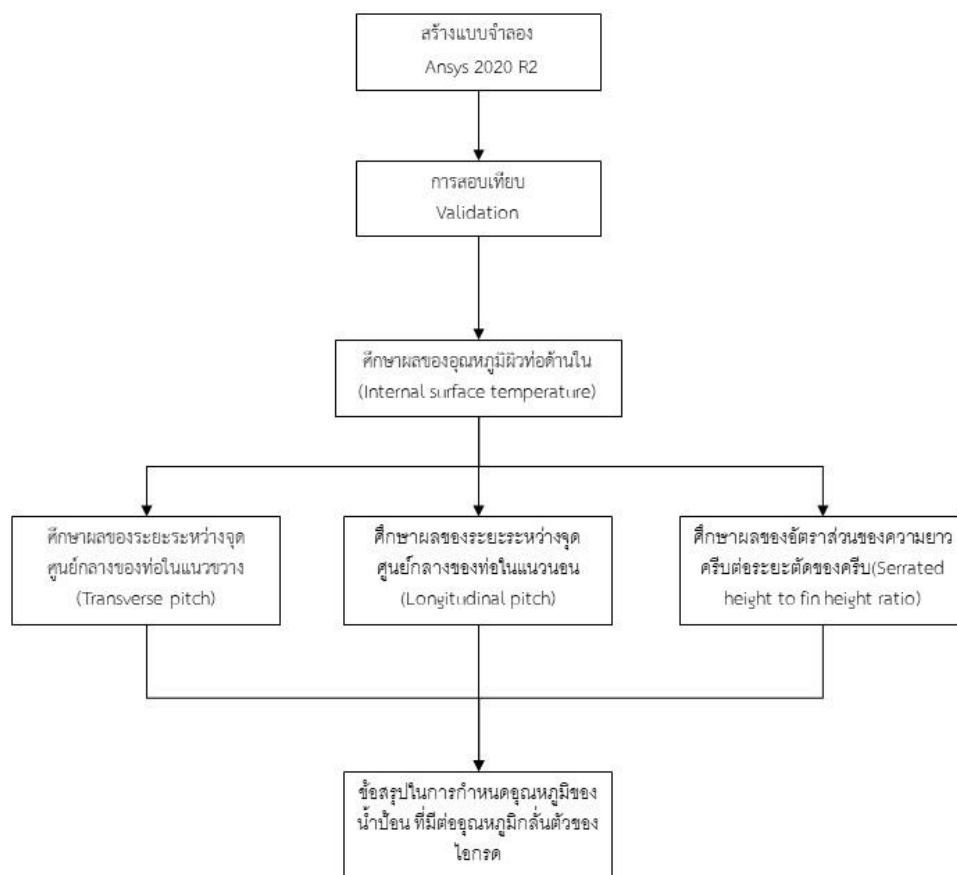 สร้างแบบจำลอง
Ansys 2020 R2
การสอบเทียบ
Validation
ศึกษาผลของอุณหภูมิผิวท่อด้านใน
(Internal surface temperature)
ศึกษาผลของระยะระหว่างจุด
ศูนย์กลางของท่อในแนวขวาง
(Transverse pitch)
ศึกษาผลของระยะระหว่างจุด
ศูนย์กลางของท่อในแนวนอน
(Longitudinal pitch)
ศึกษาผลของอัตราส่วนของความยาว
ครีบต่อระยะตัดของครีบ(Serrated
height to fin height ratio)
ข้อสรุปในการกำหนดอุณหภูมิของ
น้ำป้อน ที่มีต่ออุณหภูมิกลั่นตัวของ
ไอกรด